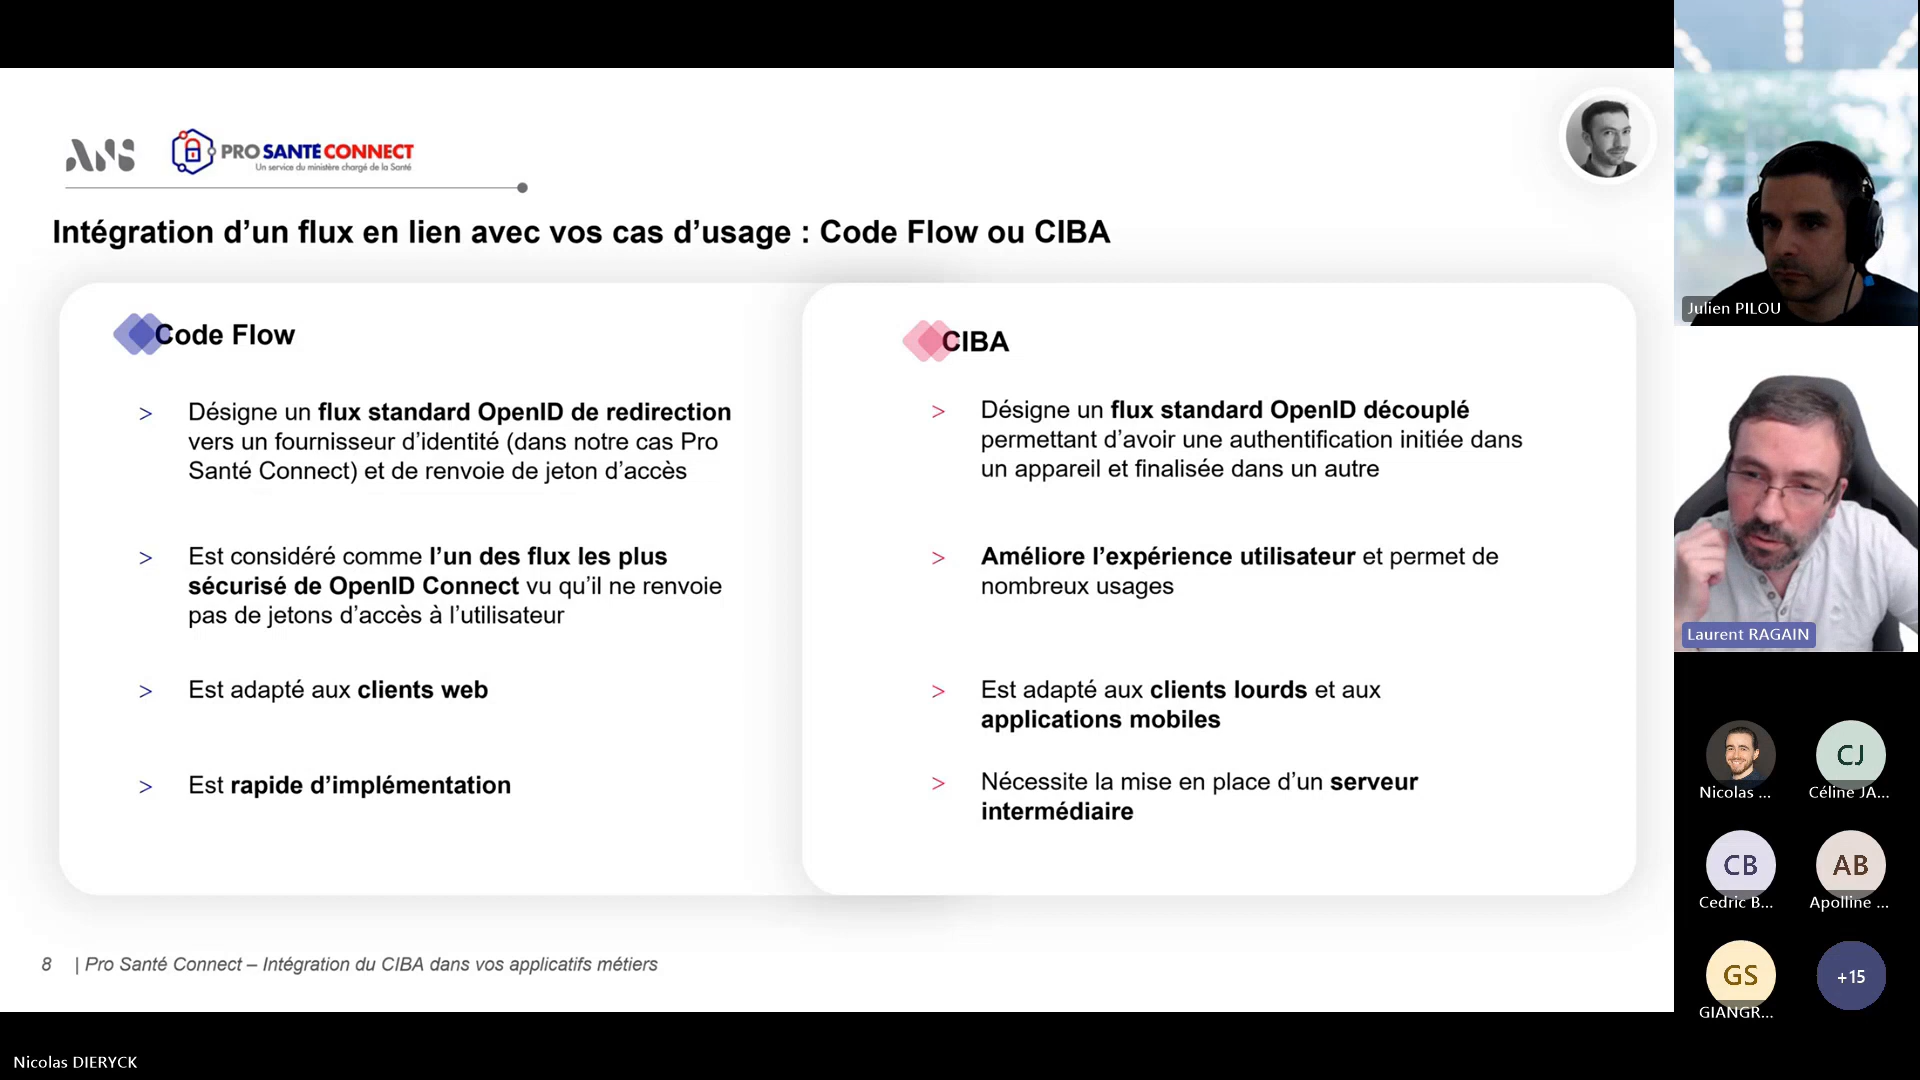 ANS
PRO SANTÉ CONNECT
Un service du ministère chargé de la Santé
Intégration d’un flux en lien avec vos cas d’usage : Code Flow ou CIBA
Code Flow
> Désigne un flux standard OpenID de redirection
vers un fournisseur d’identité (dans notre cas Pro
Santé Connect) et de renvoie de jeton d’accès
> Est considéré comme l’un des flux les plus
sécurisé de OpenID Connect vu qu’il ne renvoie
pas de jetons d’accès à l’utilisateur
> Est adapté aux clients web
> Est rapide d’implémentation
CIBA
> Désigne un flux standard OpenID découplé
permettant d’avoir une authentification initiée dans
un appareil et finalisée dans un autre
> Améliore l’expérience utilisateur et permet de
nombreux usages
> Est adapté aux clients lourds et aux
applications mobiles
> Nécessite la mise en place d’un serveur
intermédiaire
8 | Pro Santé Connect – Intégration du CIBA dans vos applicatifs métiers
Julien PILOU
Laurent RAGAIN
Nicolas ...
CJ
Céline JA...
CB
Cedric B...
AB
Apolline ...
GS
GIANGR...
+15
Nicolas DIERYCK